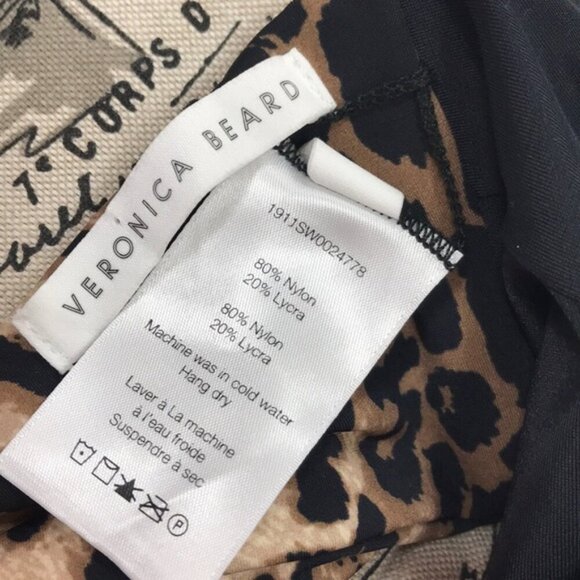 Tᵉ CORPS D
VERONICA BEARD
1911SW0024778
80% Nylon
20% Lycra
80% Nylon
20% Lycra
Machine was in cold water
Hang dry
Laver à La machine
à l'eau froide
Suspendre à sec
P